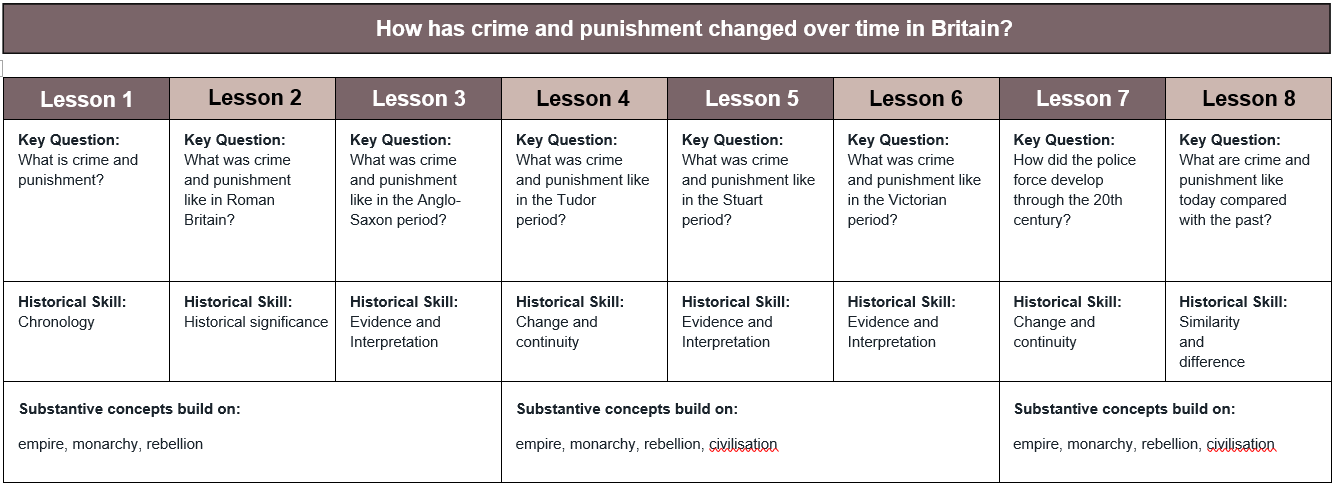 How has crime and punishment changed over time in Britain?
Lesson 1
Lesson 2
Lesson 3
Lesson 4
Lesson 5
Lesson 6
Lesson 7
Lesson 8
Key Question:
What is crime and
punishment?
Key Question:
What was crime
and punishment
like in Roman
Britain?
Key Question:
What was crime
and punishment
like in the Anglo-
Saxon period?
Key Question:
What was crime
and punishment like
in the Tudor
period?
Key Question:
What was crime
and punishment like
in the Stuart
period?
Key Question:
What was crime
and punishment like
in the Victorian
period?
Key Question:
How did the police
force develop
through the 20th
century?
Key Question:
What are crime and
punishment like
today compared
with the past?
Historical Skill:
Chronology
Historical Skill:
Historical significance
Historical Skill:
Evidence and
Interpretation
Historical Skill:
Change and
continuity
Historical Skill:
Evidence and
Interpretation
Historical Skill:
Evidence and
Interpretation
Historical Skill:
Change and
continuity
Historical Skill:
Similarity
and
difference
Substantive concepts build on:
empire, monarchy, rebellion
Substantive concepts build on:
empire, monarchy, rebellion, civilisation
Substantive concepts build on:
empire, monarchy, rebellion, civilisation